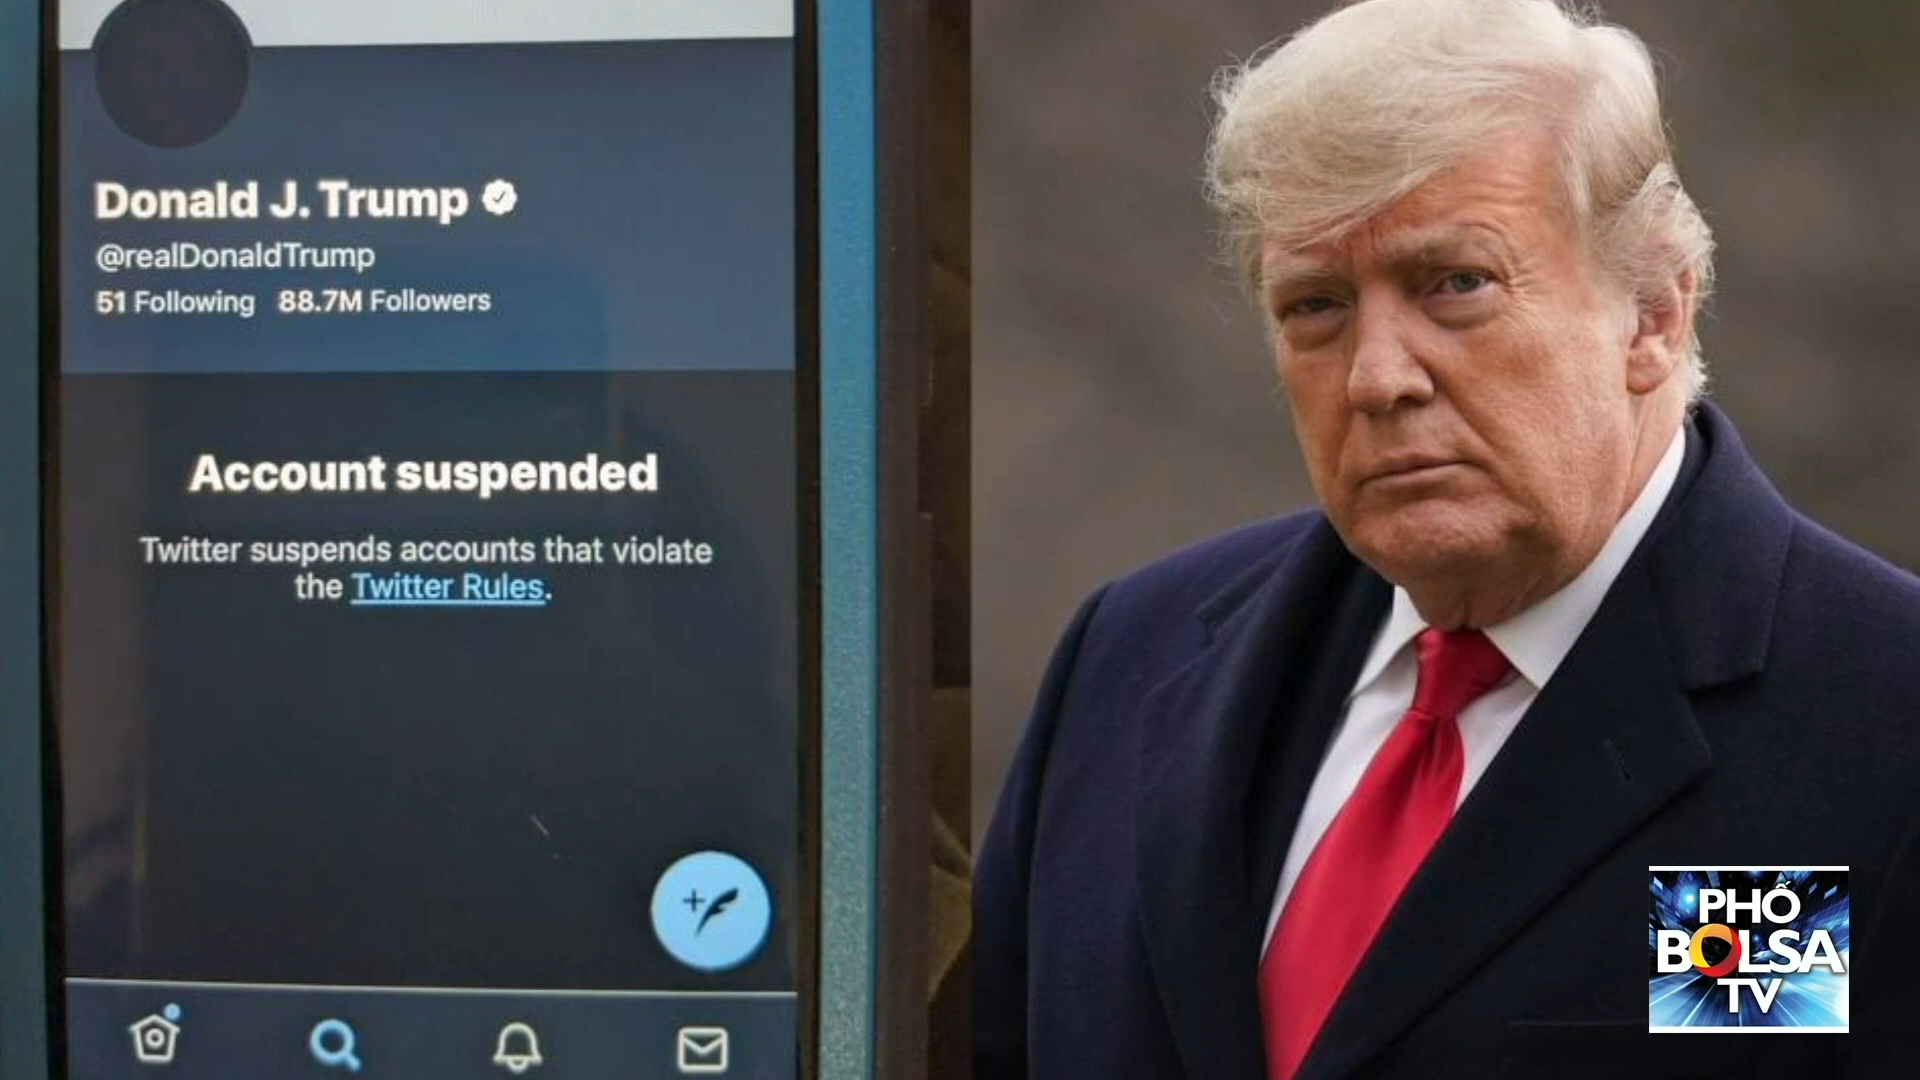 Donald J. Trump
@realDonaldTrump
51 Following 88.7M Followers
Account suspended
Twitter suspends accounts that violate
the Twitter Rules.
PHỐ
BOLSA
TV